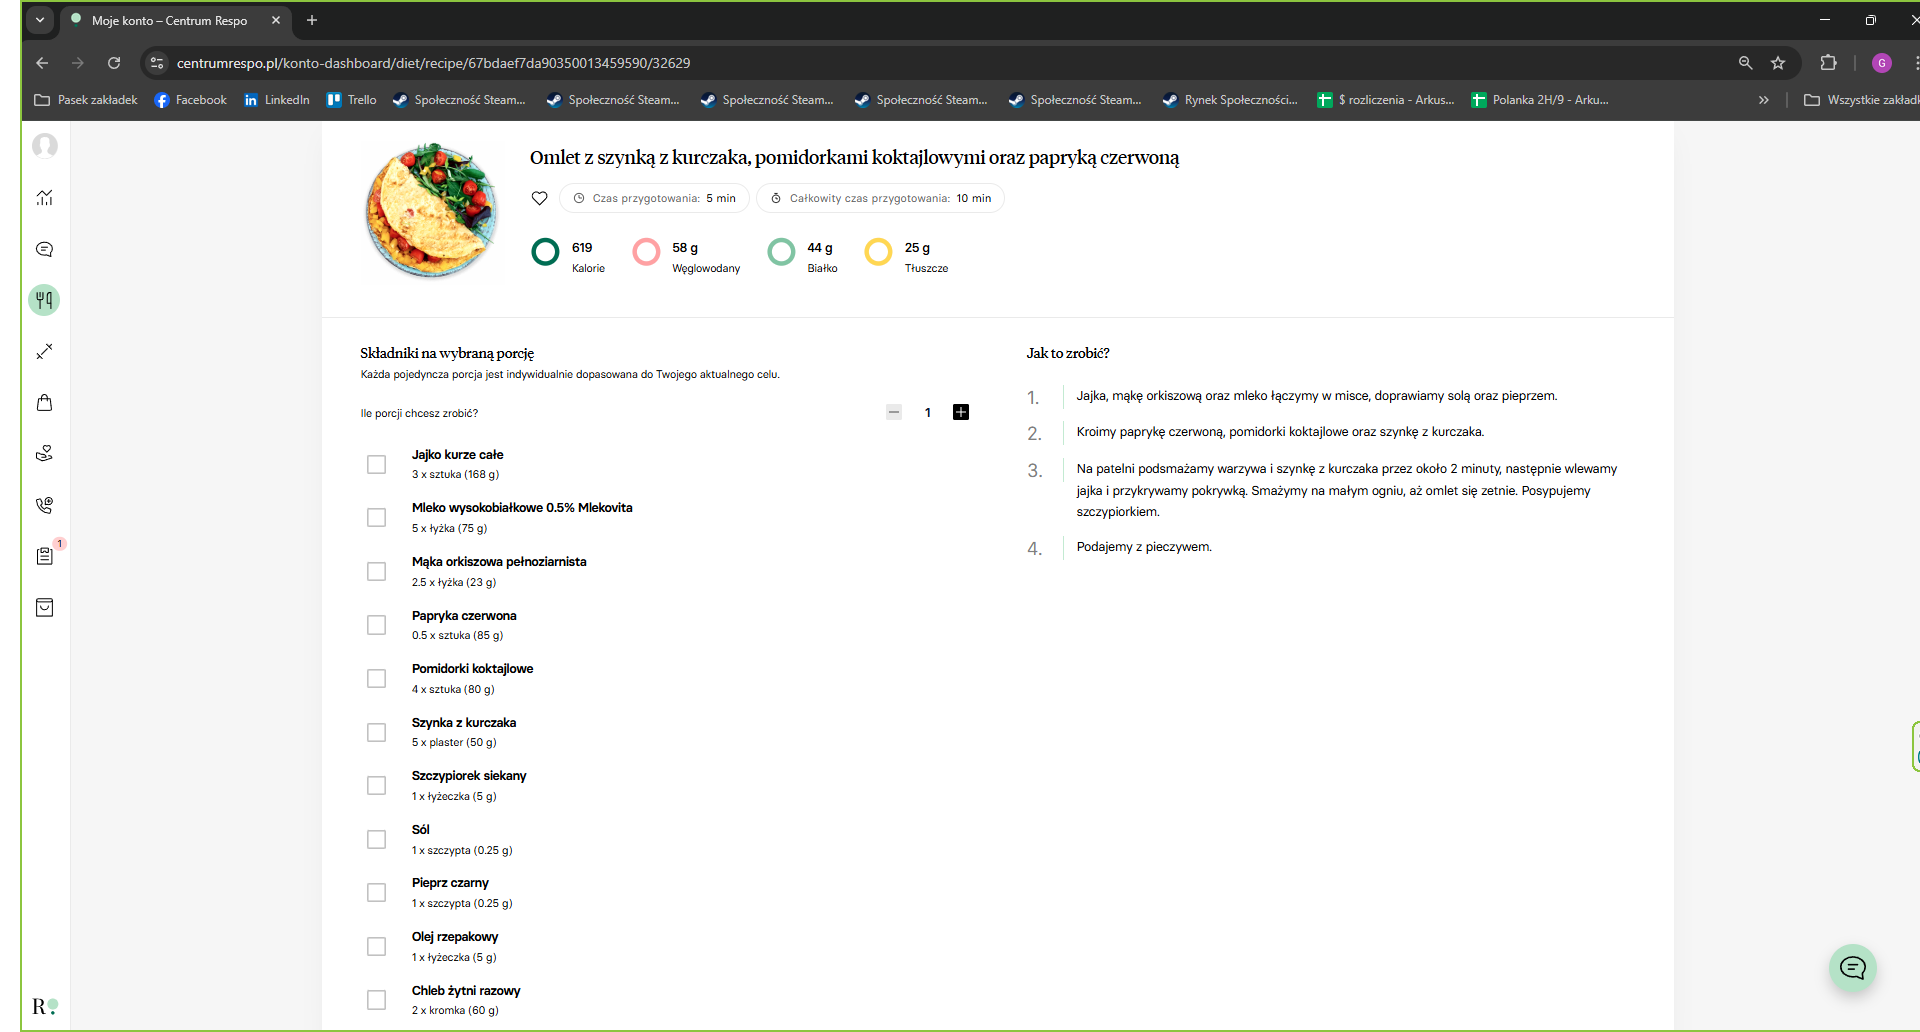 Moje konto – Centrum Respo
centrumrespo.pl/konto-dashboard/diet/recipe/67bdaef7da90350013459590/32629
G
Pasek zakładek
Facebook
LinkedIn
Trello
Społeczność Steam...
Społeczność Steam...
Społeczność Steam...
Społeczność Steam...
Społeczność Steam...
Rynek Społeczności...
$ rozliczenia - Arkus...
Polanka 2H/9 - Arku...
Wszystkie zakład
Omlet z szynką z kurczaka, pomidorkami koktajlowymi oraz papryką czerwoną
Czas przygotowania: 5 min
Całkowity czas przygotowania: 10 min
619
Kalorie
58 g
Węglowodany
44 g
Białko
25 g
Tłuszcze
Składniki na wybraną porcję
Każda pojedyncza porcja jest indywidualnie dopasowana do Twojego aktualnego celu.
Ile porcji chcesz zrobić?
1
Jajko kurze całe
3 x sztuka (168 g)
Mleko wysokobiałkowe 0.5% Mlekovita
5 x łyżka (75 g)
Mąka orkiszowa pełnoziarnista
2.5 x łyżka (23 g)
Papryka czerwona
0.5 x sztuka (85 g)
Pomidorki koktajlowe
4 x sztuka (80 g)
Szynka z kurczaka
5 x plaster (50 g)
Szczypiorek siekany
1 x łyżeczka (5 g)
Sól
1 x szczypta (0.25 g)
Pieprz czarny
1 x szczypta (0.25 g)
Olej rzepakowy
1 x łyżeczka (5 g)
Chleb żytni razowy
2 x kromka (60 g)
Jak to zrobić?
1. Jajka, mąkę orkiszową oraz mleko łączymy w misce, doprawiamy solą oraz pieprzem.
2. Kroimy paprykę czerwoną, pomidorki koktajlowe oraz szynkę z kurczaka.
3. Na patelni podsmażamy warzywa i szynkę z kurczaka przez około 2 minuty, następnie wlewamy
jajka i przykrywamy pokrywką. Smażymy na małym ogniu, aż omlet się zetnie. Posypujemy
szczypiorkiem.
4. Podajemy z pieczywem.
1
R